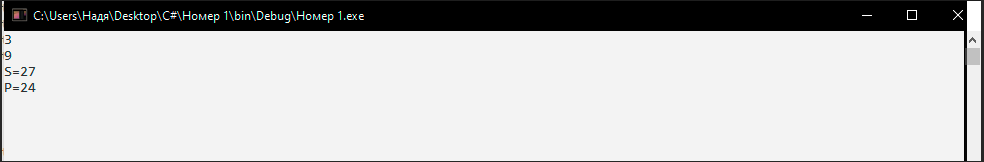 C:\Users\Надя\Desktop\C#\Номер 1\bin\Debug\Номер 1.exe
3
9
S=27
P=24